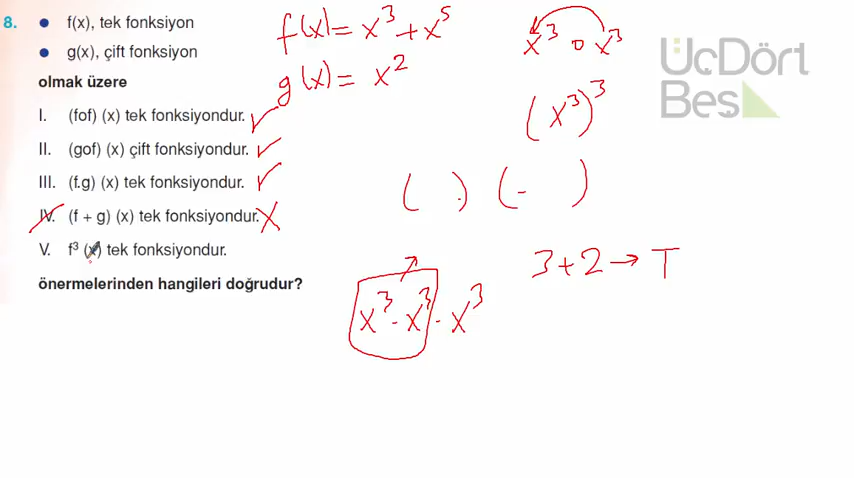 8. • f(x), tek fonksiyon
• g(x), çift fonksiyon
olmak üzere
I. (fof) (x) tek fonksiyondur. ✓
II. (gof) (x) çift fonksiyondur. ✓
III. (f.g) (x) tek fonksiyondur. ✓
IV. (f + g) (x) tek fonksiyondur. X
V. f³ (x) tek fonksiyondur.
önermelerinden hangileri doğrudur?
f(x) = x³ + x⁵
g(x) = x²
x³ o x³
(x³)³
( . ) (- )
3+2 → T
x³ - x³ - x³
ÜçDört
Beş